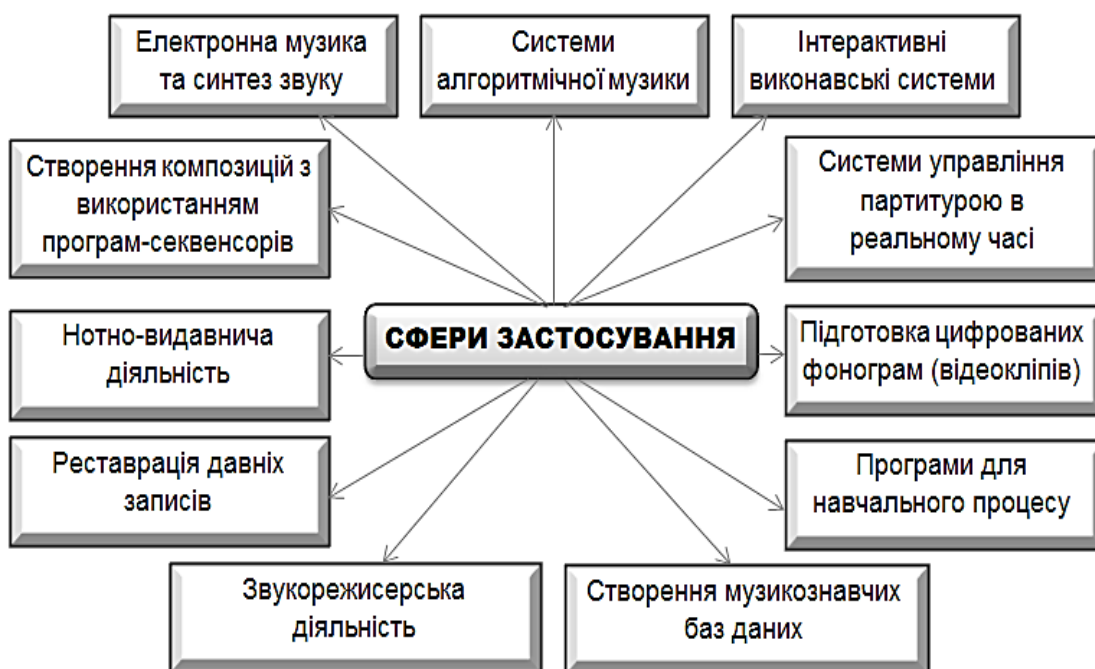 Електронна музика
та синтез звуку
Системи
алгоритмічної музики
Інтерактивні
виконавські системи
Створення композицій з
використанням
програм-секвенсорів
Системи управління
партитурою в
реальному часі
СФЕРИ ЗАСТОСУВАННЯ
Нотно-видавнича
діяльність
Підготовка цифрованих
фонограм (відеокліпів)
Реставрація давніх
записів
Програми для
навчального процесу
Звукорежисерська
діяльність
Створення музикознавчих
баз даних